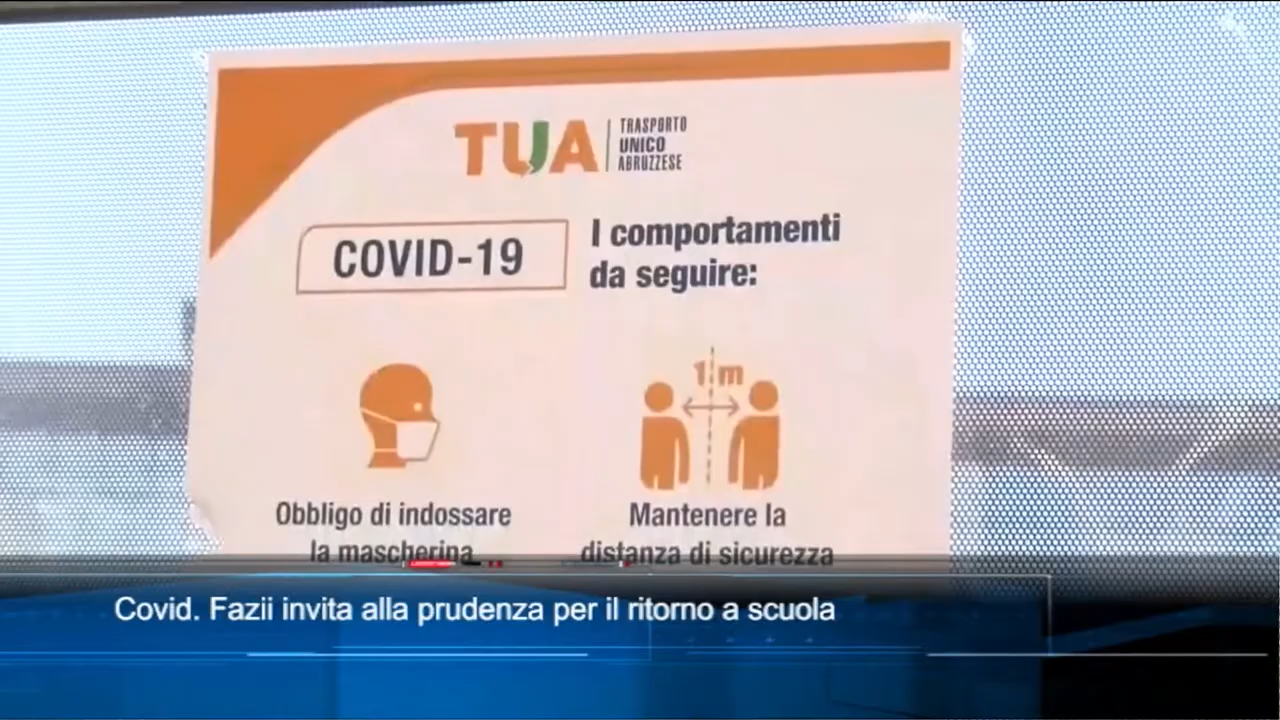 TUA
TRASPORTO
UNICO
ABRUZZESE
COVID-19
I comportamenti
da seguire:
1 m
Obbligo di indossare
la mascherina
Mantenere la
distanza di sicurezza
Covid. Fazii invita alla prudenza per il ritorno a scuola